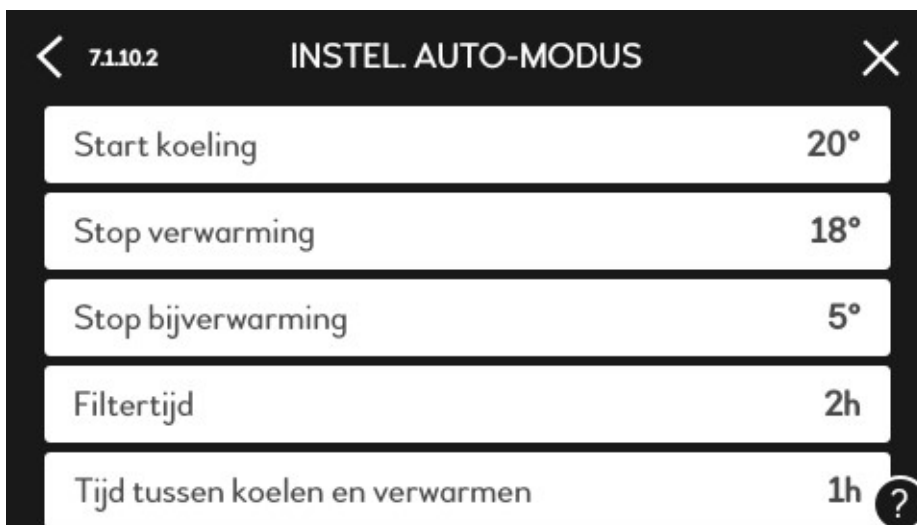 7.1.10.2 INSTEL. AUTO-MODUS
Start koeling 20°
Stop verwarming 18°
Stop bijverwarming 5°
Filtertijd 2h
Tijd tussen koelen en verwarmen 1h ?